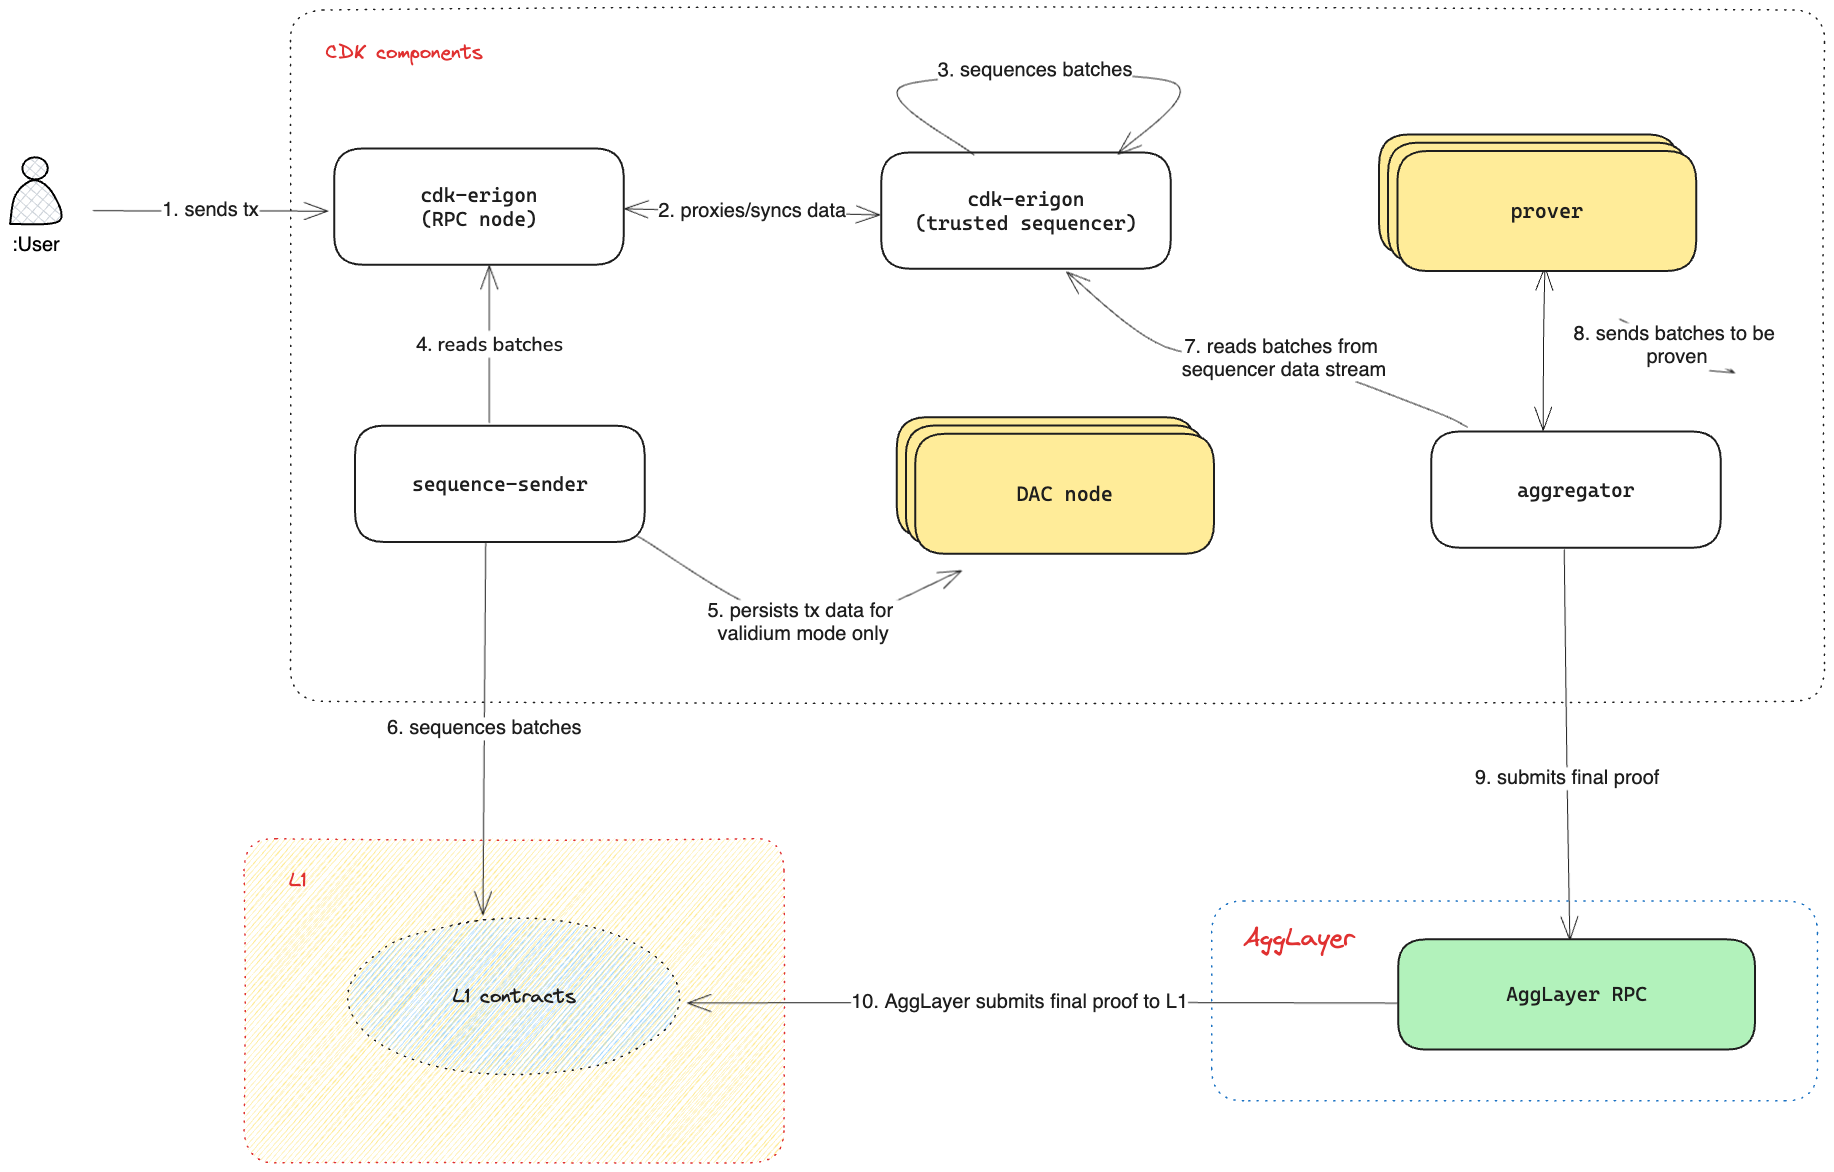 CDK components
3. sequences batches
cdk-erigon
(RPC node)
cdk-erigon
(trusted sequencer)
prover
1. sends tx
2. proxies/syncs data
:User
4. reads batches
7. reads batches from
sequencer data stream
8. sends batches to be
proven
sequence-sender
DAC node
aggregator
5. persists tx data for
validium mode only
6. sequences batches
9. submits final proof
L1
L1 contracts
AggLayer
AggLayer RPC
10. AggLayer submits final proof to L1